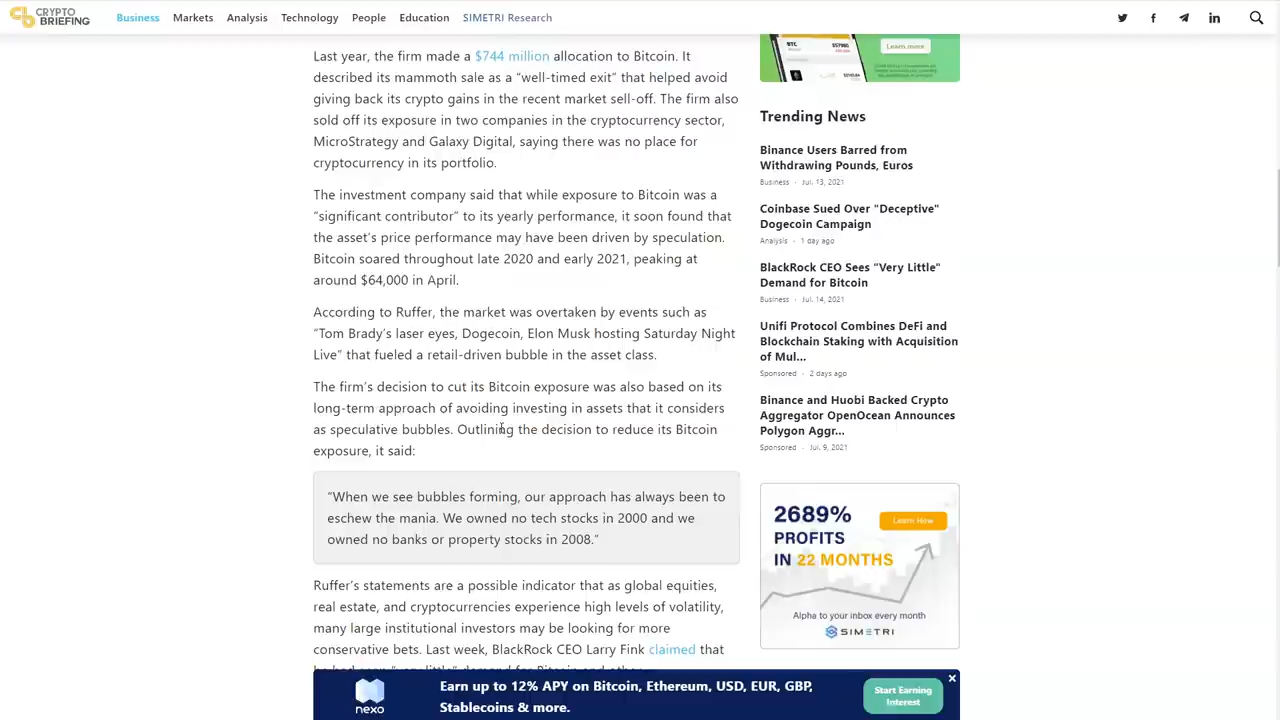 CRYPTO
BRIEFING
Business Markets Analysis Technology People Education SIMETRI Research
Last year, the firm made a $744 million allocation to Bitcoin. It
described its mammoth sale as a “well-timed exit” that helped avoid
giving back its crypto gains in the recent market sell-off. The firm also
sold off its exposure in two companies in the cryptocurrency sector,
MicroStrategy and Galaxy Digital, saying there was no place for
cryptocurrency in its portfolio.
The investment company said that while exposure to Bitcoin was a
“significant contributor” to its yearly performance, it soon found that
the asset’s price performance may have been driven by speculation.
Bitcoin soared throughout late 2020 and early 2021, peaking at
around $64,000 in April.
According to Ruffer, the market was overtaken by events such as
“Tom Brady’s laser eyes, Dogecoin, Elon Musk hosting Saturday Night
Live” that fueled a retail-driven bubble in the asset class.
The firm’s decision to cut its Bitcoin exposure was also based on its
long-term approach of avoiding investing in assets that it considers
as speculative bubbles. Outlining the decision to reduce its Bitcoin
exposure, it said:
“When we see bubbles forming, our approach has always been to
eschew the mania. We owned no tech stocks in 2000 and we
owned no banks or property stocks in 2008.”
Ruffer’s statements are a possible indicator that as global equities,
real estate, and cryptocurrencies experience high levels of volatility,
many large institutional investors may be looking for more
conservative bets. Last week, BlackRock CEO Larry Fink claimed that
BTC
Learn more
Trending News
Binance Users Barred from
Withdrawing Pounds, Euros
Business · Jul. 13, 2021
Coinbase Sued Over "Deceptive"
Dogecoin Campaign
Analysis · 1 day ago
BlackRock CEO Sees "Very Little"
Demand for Bitcoin
Business · Jul. 14, 2021
Unifi Protocol Combines DeFi and
Blockchain Staking with Acquisition
of Mul...
Sponsored · 2 days ago
Binance and Huobi Backed Crypto
Aggregator OpenOcean Announces
Polygon Aggr...
Sponsored · Jul. 9, 2021
2689%
PROFITS
IN 22 MONTHS
Learn How
Alpha to your inbox every month
SIMETRI
nexo
Earn up to 12% APY on Bitcoin, Ethereum, USD, EUR, GBP,
Stablecoins & more.
Start Earning
Interest